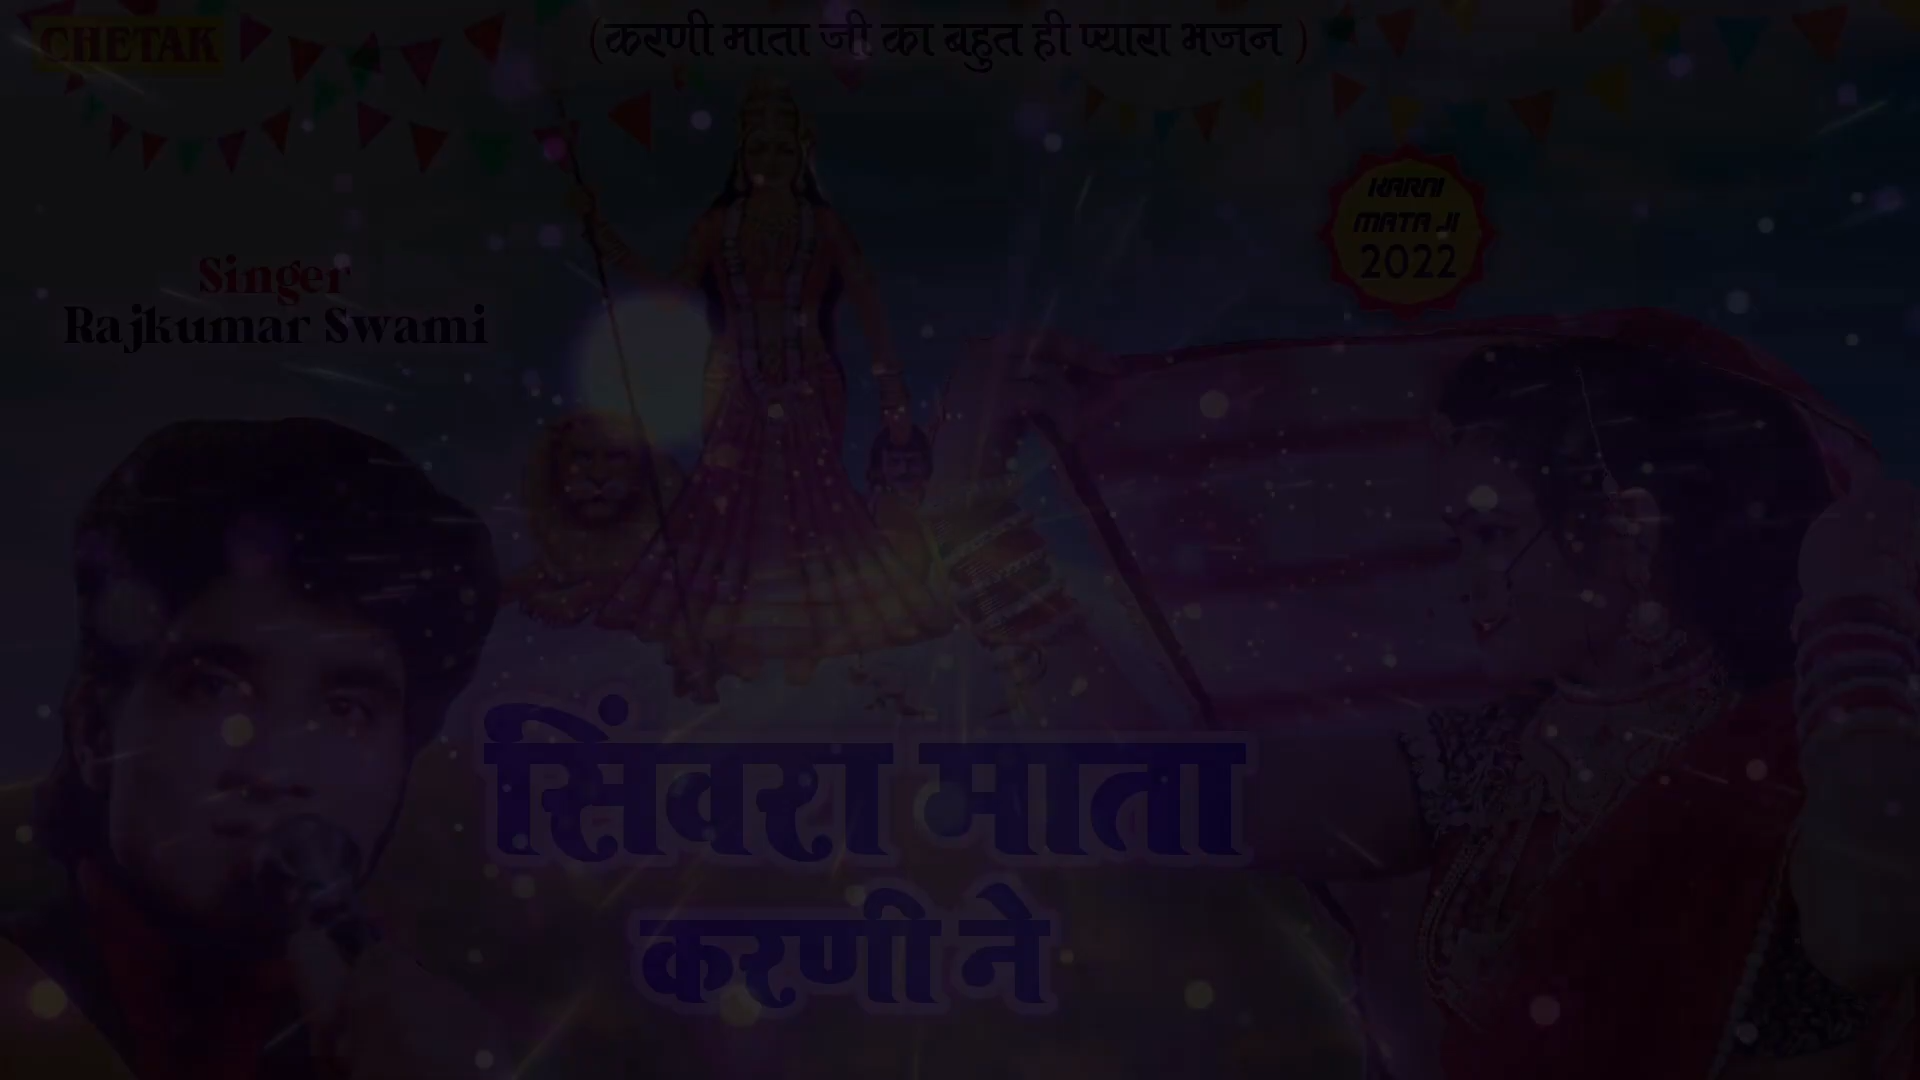 CHETAK
(करणी माता जी का बहुत ही प्यारा भजन )
KARNI
MATA JI
2022
Singer
Rajkumar Swami
सिंवरा माता
करणी ने